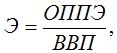 Э = ОППЭ / ВВП,